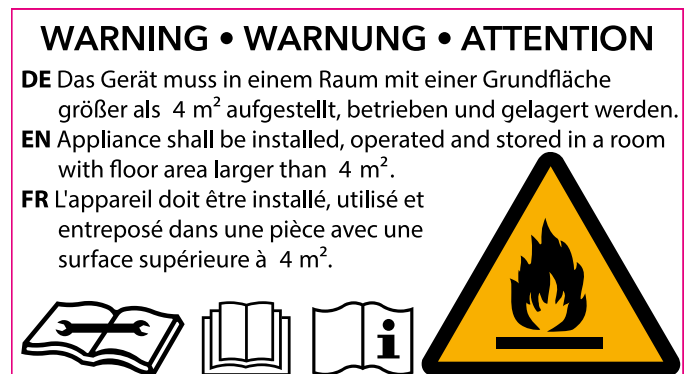 WARNING • WARNUNG • ATTENTION
DE Das Gerät muss in einem Raum mit einer Grundfläche
größer als 4 m² aufgestellt, betrieben und gelagert werden.
EN Appliance shall be installed, operated and stored in a room
with floor area larger than 4 m².
FR L'appareil doit être installé, utilisé et
entreposé dans une pièce avec une
surface supérieure à 4 m².
i